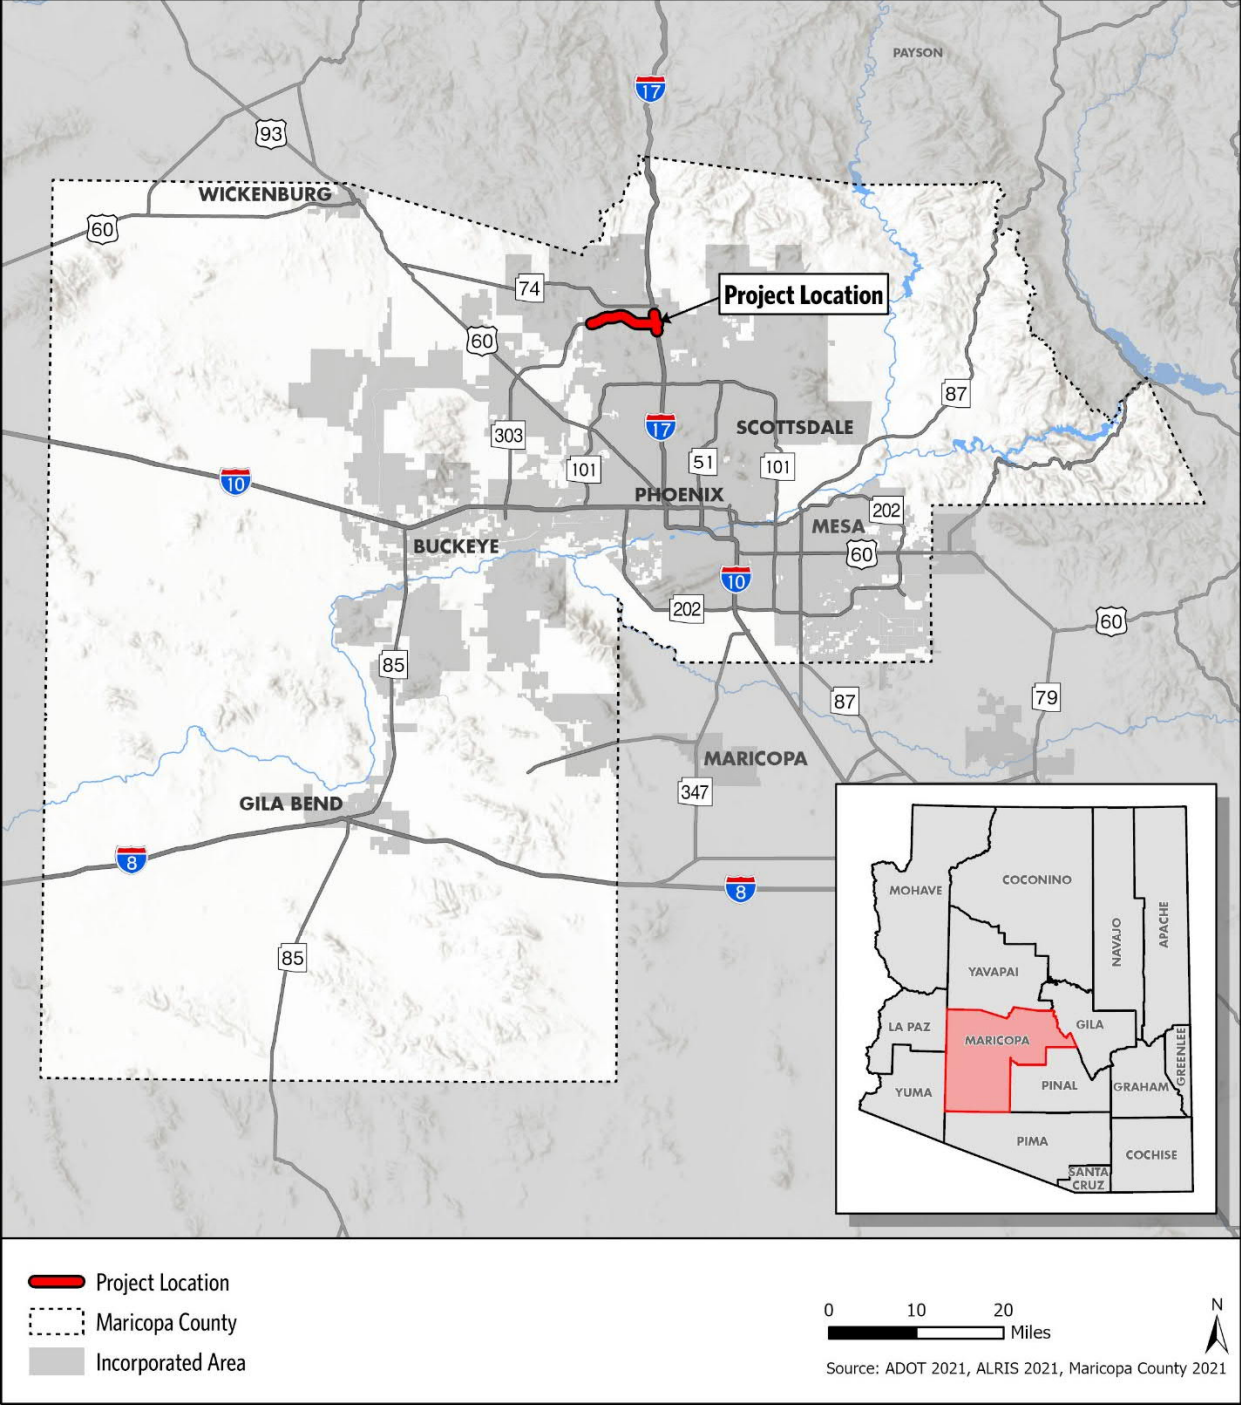 PAYSON
17
93
WICKENBURG
60
74
Project Location
60
87
303
17
SCOTTSDALE
101
51
101
10
PHOENIX
202
MESA
BUCKEYE
60
10
202
60
85
79
87
MARICOPA
347
GILA BEND
8
8
85
MOHAVE
COCONINO
NAVAJO
APACHE
YAVAPAI
LA PAZ
GILA
MARICOPA
GREENLEE
YUMA
PINAL
GRAHAM
PIMA
COCHISE
SANTA
CRUZ
Project Location
Maricopa County
Incorporated Area
0 10 20
Miles
N
Source: ADOT 2021, ALRIS 2021, Maricopa County 2021